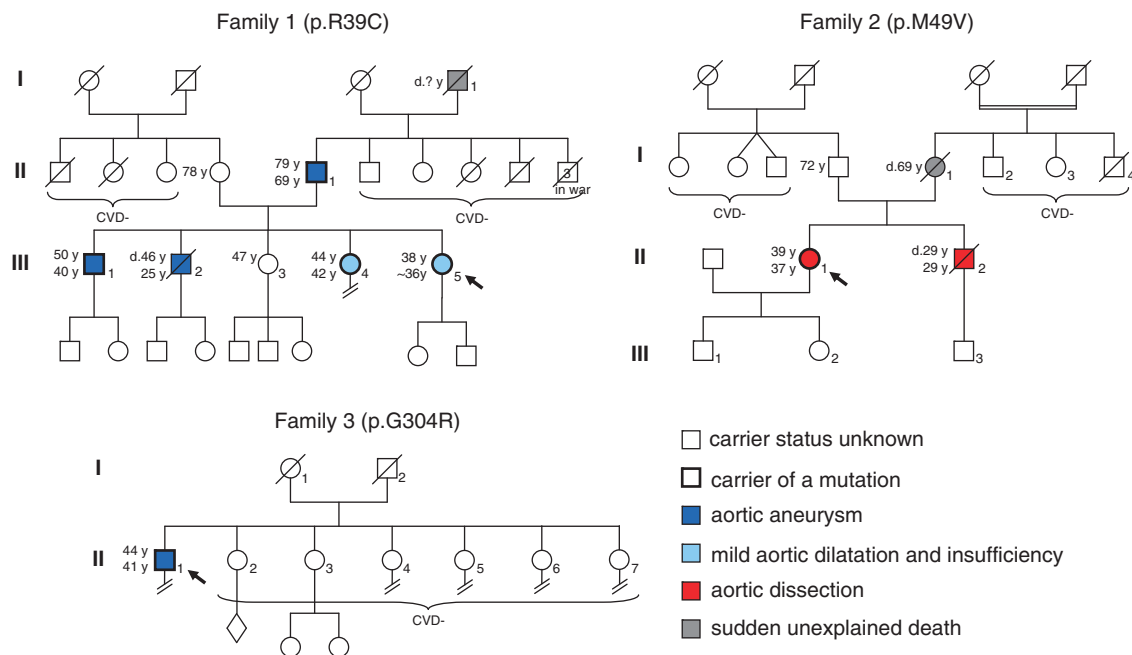 Family 1 (p.R39C)
I
d.? y
1
II
78 y
79 y
69 y
1
3
in war
CVD-
CVD-
III
50 y
40 y
1
d.46 y
25 y
2
47 y
3
44 y
42 y
4
38 y
~36y
5
Family 2 (p.M49V)
I
72 y
d.69 y
1
2
3
4
CVD-
CVD-
II
39 y
37 y
1
d.29 y
29 y
2
III
1
2
3
Family 3 (p.G304R)
I
1
2
II
44 y
41 y
1
2
3
4
5
6
7
CVD-
carrier status unknown
carrier of a mutation
aortic aneurysm
mild aortic dilatation and insufficiency
aortic dissection
sudden unexplained death